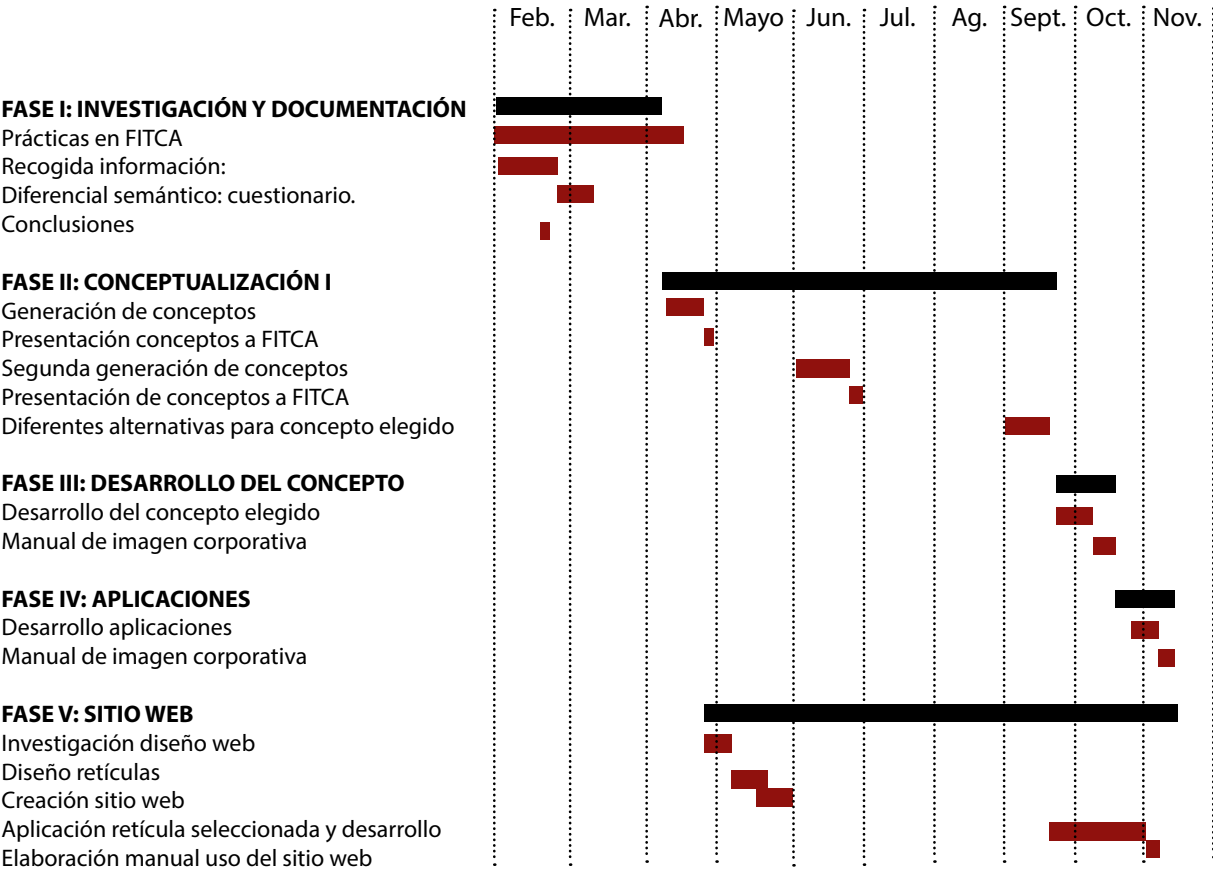 Feb. Mar. Abr. Mayo Jun. Jul. Ag. Sept. Oct. Nov.
FASE I: INVESTIGACIÓN Y DOCUMENTACIÓN
Prácticas en FITCA
Recogida información:
Diferencial semántico: cuestionario.
Conclusiones
FASE II: CONCEPTUALIZACIÓN I
Generación de conceptos
Presentación conceptos a FITCA
Segunda generación de conceptos
Presentación de conceptos a FITCA
Diferentes alternativas para concepto elegido
FASE III: DESARROLLO DEL CONCEPTO
Desarrollo del concepto elegido
Manual de imagen corporativa
FASE IV: APLICACIONES
Desarrollo aplicaciones
Manual de imagen corporativa
FASE V: SITIO WEB
Investigación diseño web
Diseño retículas
Creación sitio web
Aplicación retícula seleccionada y desarrollo
Elaboración manual uso del sitio web